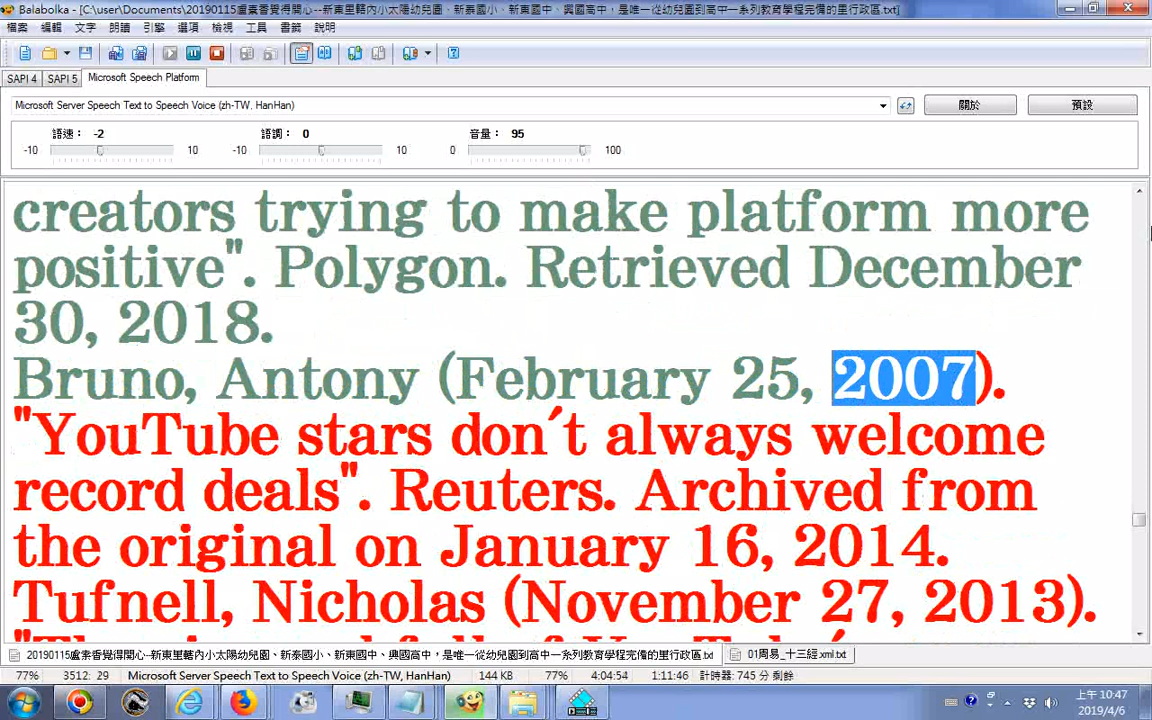 Balabolka - [C:\user\Documents\20190115盧素香覺得開心--新東里轄內小太陽幼兒園、新泰國小、新東國中、興國高中，是唯一從幼兒園到高中一系列教育學程完備的里行政區.txt]
檔案 編輯 文字 朗讀 引擎 選項 檢視 工具 書籤 說明
SAPI 4 SAPI 5 Microsoft Speech Platform
Microsoft Server Speech Text to Speech Voice (zh-TW, HanHan) 關於 預設
語速： -2 語調： 0 音量： 95
-10 10 -10 10 0 100
creators trying to make platform more
positive". Polygon. Retrieved December
30, 2018.
Bruno, Antony (February 25, 2007).
"YouTube stars don´t always welcome
record deals". Reuters. Archived from
the original on January 16, 2014.
Tufnell, Nicholas (November 27, 2013).
20190115盧素香覺得開心--新東里轄內小太陽幼兒園、新泰國小、新東國中、興國高中，是唯一從幼兒園到高中一系列教育學程完備的里行政區.txt 01周易_十三經.xml.txt
77% 3512: 29 Microsoft Server Speech Text to Speech Voice (zh-TW, HanHan) 144 KB 77% 4:04:54 1:11:46 計時器: 745 分 剩餘
上午 10:47
2019/4/6